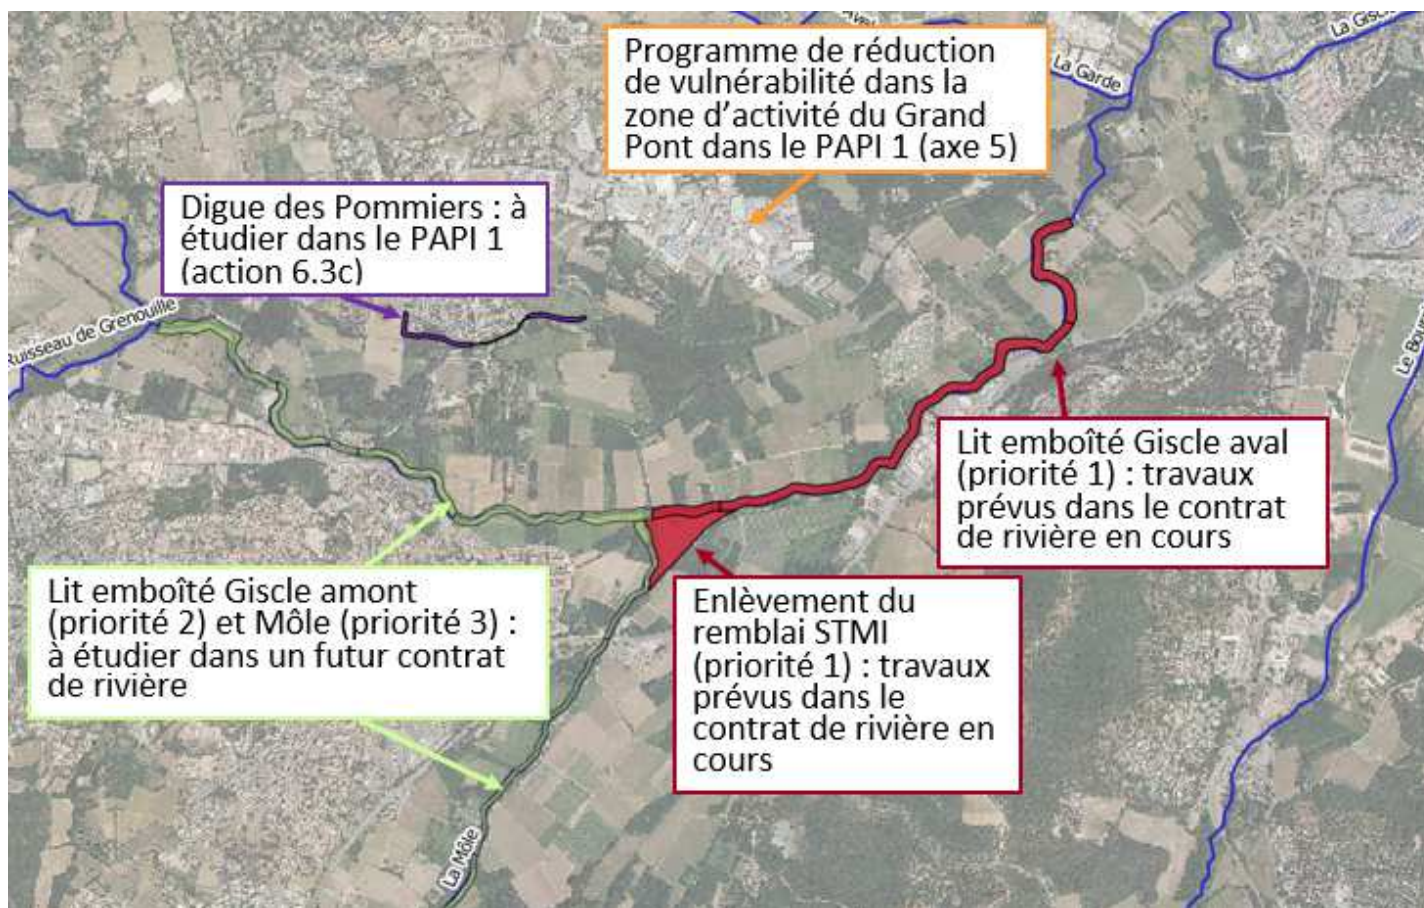 La Giscle
La Garde
Programme de réduction
de vulnérabilité dans la
zone d'activité du Grand
Pont dans le PAPI 1 (axe 5)
Digue des Pommiers : à
étudier dans le PAPI 1
(action 6.3c)
Ruisseau de Grenouille
Lit emboîté Giscle aval
(priorité 1) : travaux
prévus dans le contrat
de rivière en cours
Lit emboîté Giscle amont
(priorité 2) et Môle (priorité 3) :
à étudier dans un futur contrat
de rivière
Enlèvement du
remblai STMI
(priorité 1) : travaux
prévus dans le
contrat de rivière en
cours
La Môle